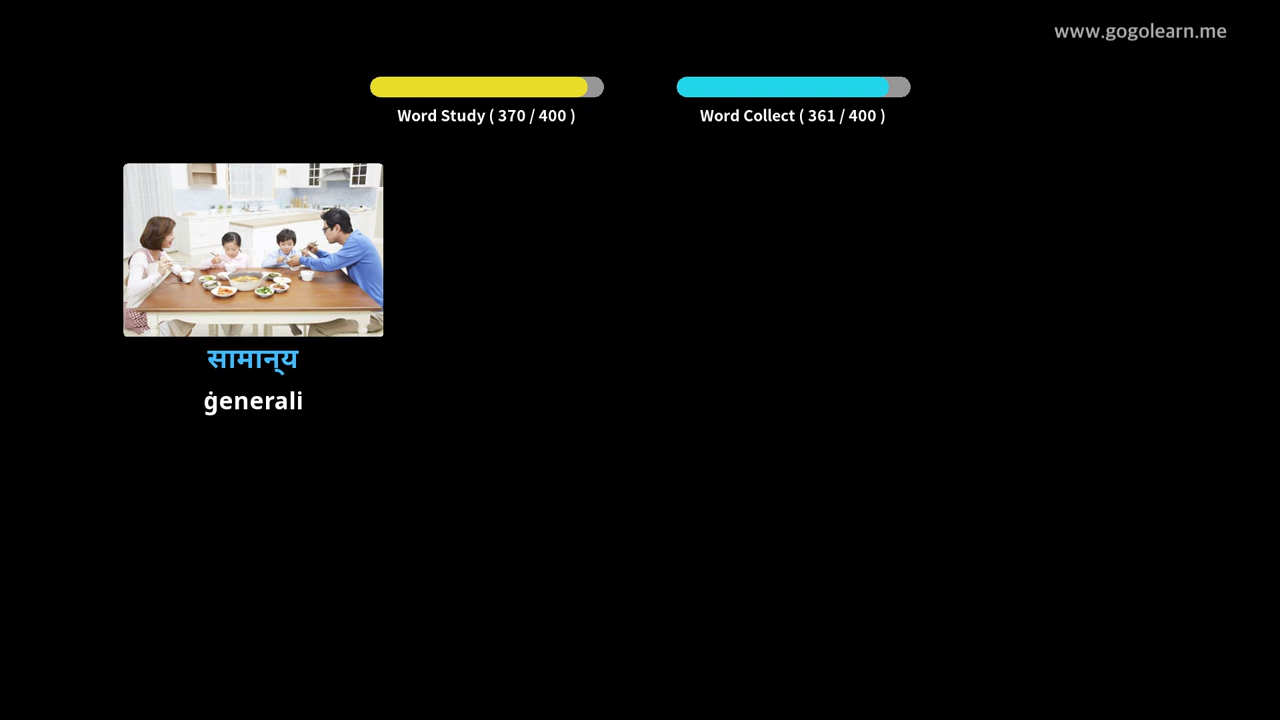 www.gogolearn.me
Word Study ( 370 / 400 )
Word Collect ( 361 / 400 )
सामान्‌य
ġenerali